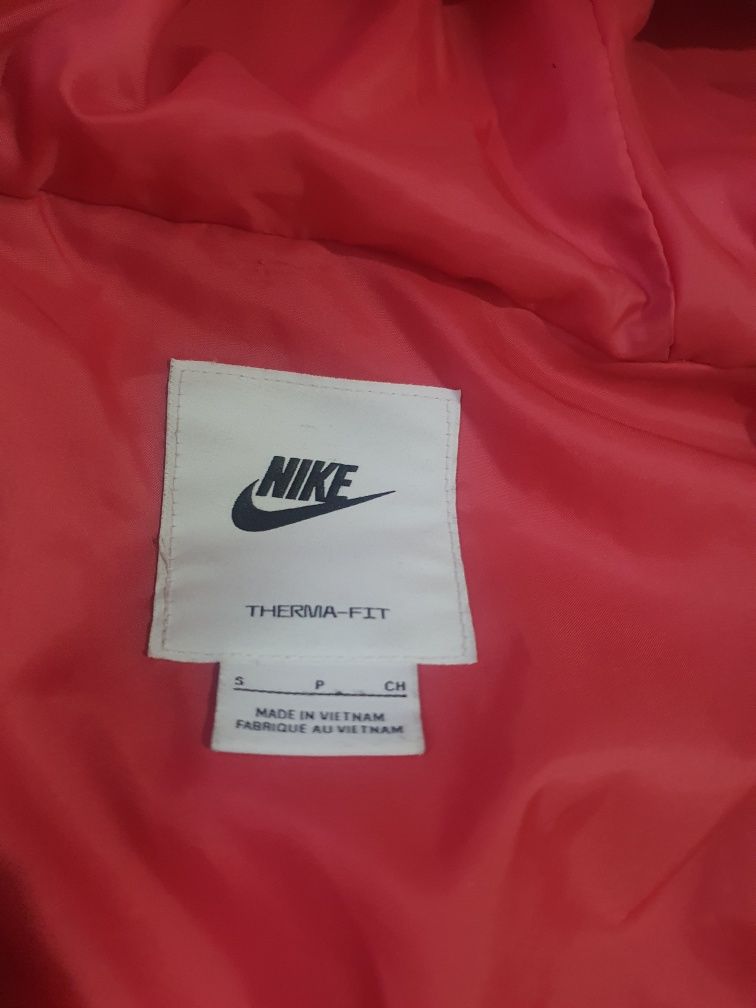 NIKE
THERMA-FIT
S P CH
MADE IN VIETNAM
FABRIQUE AU VIETNAM